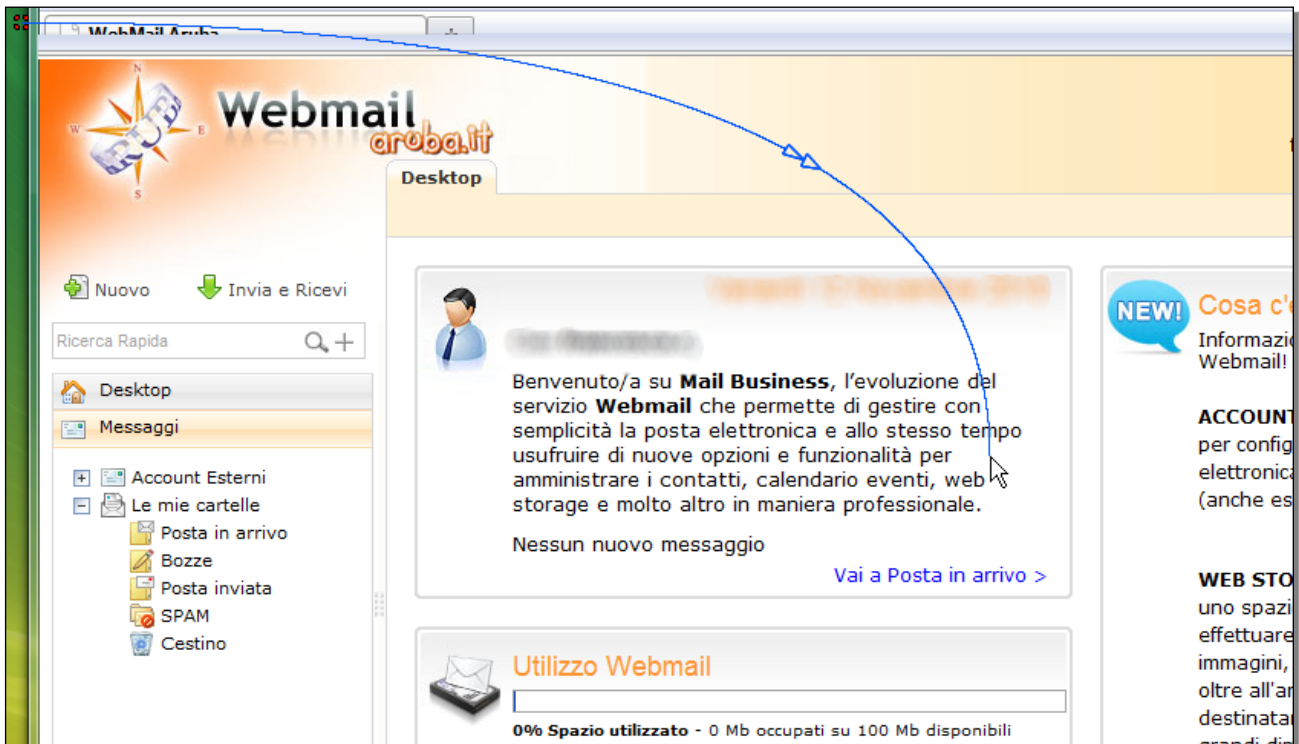 WebMail Aruba
N
W
E
S
ARUBA
Webmail
aroba.it
Desktop
Nuovo
Invia e Ricevi
Ricerca Rapida
Desktop
Messaggi
Account Esterni
Le mie cartelle
Posta in arrivo
Bozze
Posta inviata
SPAM
Cestino
Benvenuto/a su Mail Business, l'evoluzione del
servizio Webmail che permette di gestire con
semplicità la posta elettronica e allo stesso tempo
usufruire di nuove opzioni e funzionalità per
amministrare i contatti, calendario eventi, web
storage e molto altro in maniera professionale.
Nessun nuovo messaggio
Vai a Posta in arrivo >
Utilizzo Webmail
0% Spazio utilizzato - 0 Mb occupati su 100 Mb disponibili
NEW!
Cosa c'
Informazi
Webmail!
ACCOUNT
per config
elettronic
(anche es
WEB STO
uno spazi
effettuare
immagini,
oltre all'ar
destinatar